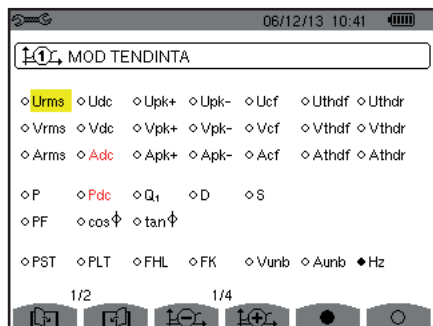 06/12/13 10:41
1 MOD TENDINTA
Urms Udc Upk+ Upk- Ucf Uthdf Uthdr
Vrms Vdc Vpk+ Vpk- Vcf Vthdf Vthdr
Arms Adc Apk+ Apk- Acf Athdf Athdr
P Pdc Q₁ D S
PF cosΦ tanΦ
PST PLT FHL FK Vunb Aunb Hz
1/2 1/4